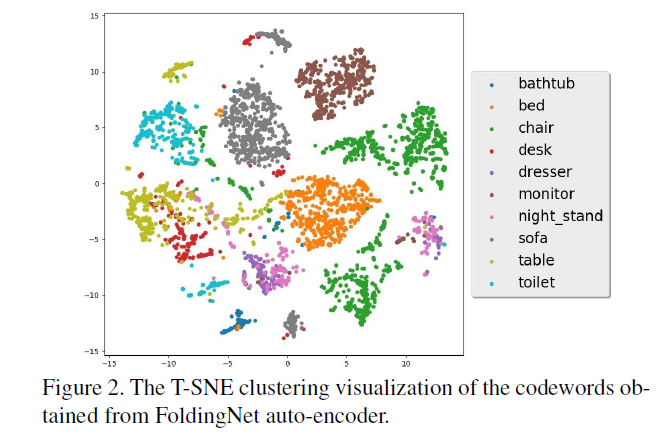 15
10
5
0
−5
−10
−15
−15
−10
−5
0
5
10
bathtub
bed
chair
desk
dresser
monitor
night_stand
sofa
table
toilet
Figure 2. The T-SNE clustering visualization of the codewords ob-
tained from FoldingNet auto-encoder.